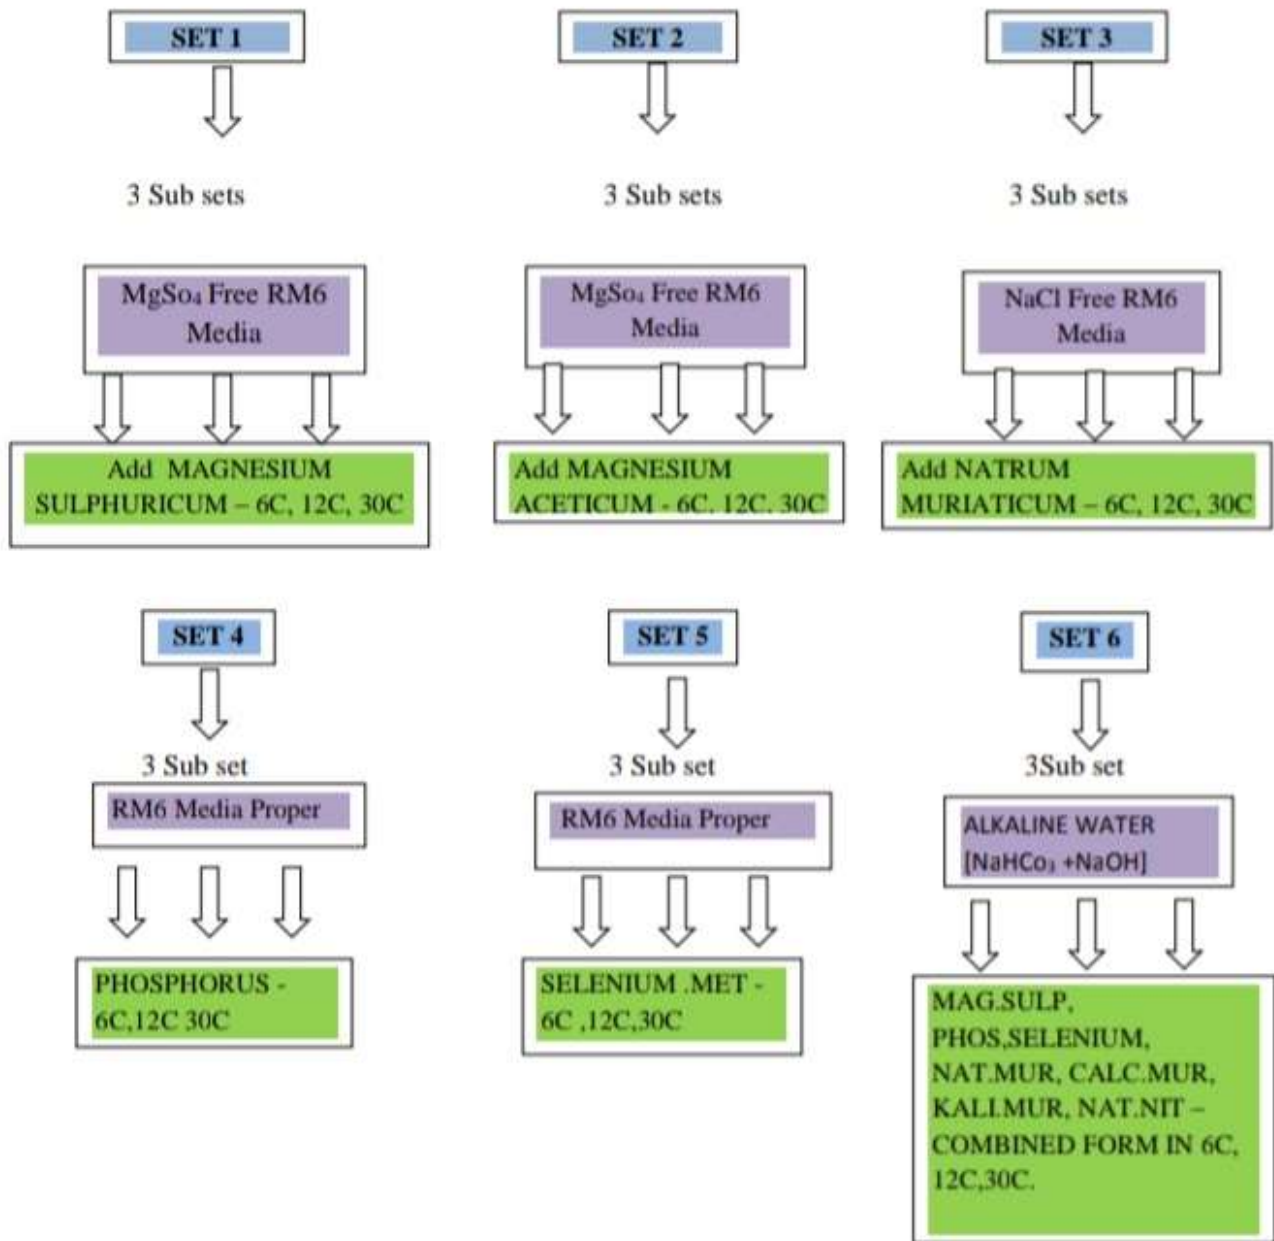 SET 1
3 Sub sets
MgSo₄ Free RM6
Media
Add MAGNESIUM
SULPHURICUM – 6C, 12C, 30C
SET 2
3 Sub sets
MgSo₄ Free RM6
Media
Add MAGNESIUM
ACETICUM - 6C. 12C. 30C
SET 3
3 Sub sets
NaCl Free RM6
Media
Add NATRUM
MURIATICUM – 6C, 12C, 30C
SET 4
3 Sub set
RM6 Media Proper
PHOSPHORUS -
6C,12C 30C
SET 5
3 Sub set
RM6 Media Proper
SELENIUM .MET -
6C ,12C,30C
SET 6
3Sub set
ALKALINE WATER
[NaHCo₃ +NaOH]
MAG.SULP,
PHOS,SELENIUM,
NAT.MUR, CALC.MUR,
KALI.MUR, NAT.NIT –
COMBINED FORM IN 6C,
12C,30C.